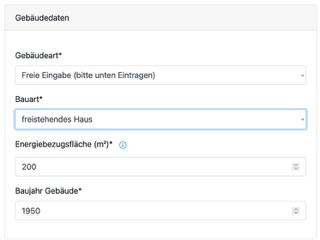 Gebäudedaten
Gebäudeart*
Freie Eingabe (bitte unten Eintragen)
Bauart*
freistehendes Haus
Energiebezugsfläche (m²)*
200
Baujahr Gebäude*
1950